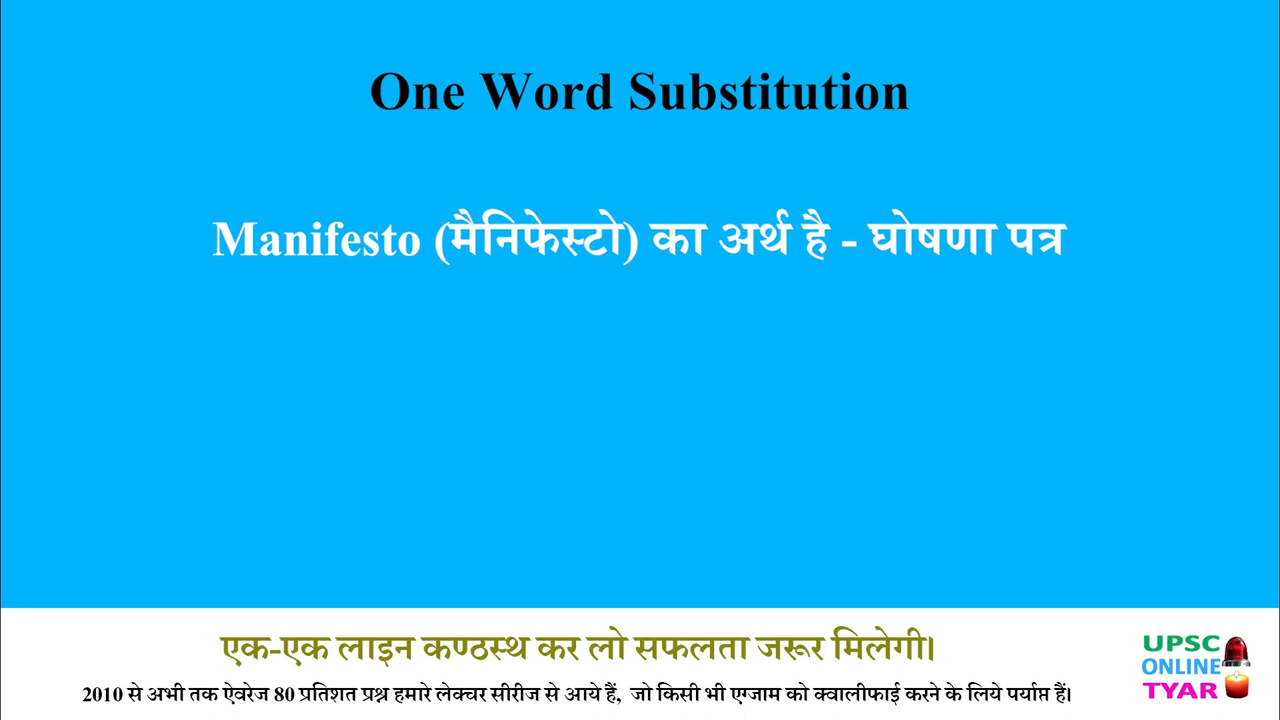 One Word Substitution
Manifesto (मैनिफेस्टो) का अर्थ है - घोषणा पत्र
एक-एक लाइन कण्ठस्थ कर लो सफलता जरूर मिलेगी।
2010 से अभी तक ऐवरेज 80 प्रतिशत प्रश्न हमारे लेक्चर सीरीज से आये हैं, जो किसी भी एग्जाम को क्वालीफाई करने के लिये पर्याप्त हैं।
UPSC
ONLINE
TYAR